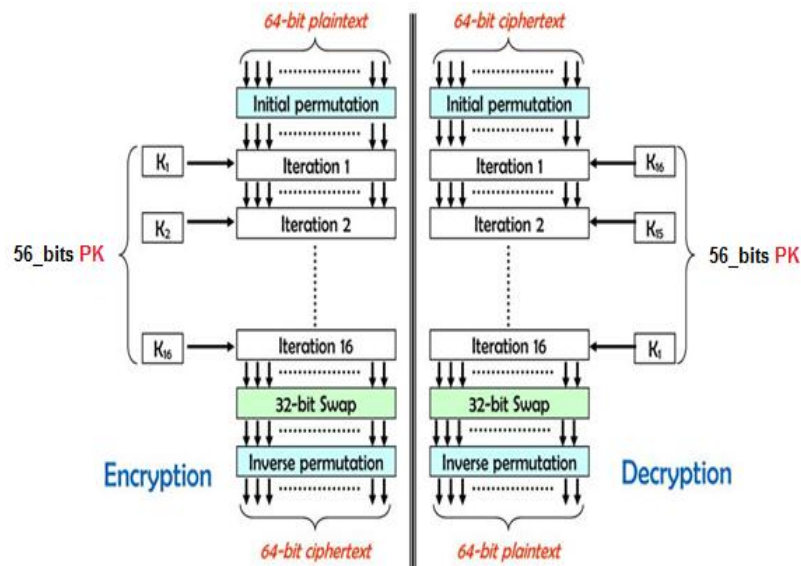 64-bit plaintext
Initial permutation
K₁
Iteration 1
K₂
Iteration 2
56_bits PK
K₁₆
Iteration 16
32-bit Swap
Inverse permutation
Encryption
64-bit ciphertext
64-bit ciphertext
Initial permutation
Iteration 1
K₁₆
Iteration 2
K₁₅
56_bits PK
Iteration 16
K₁
32-bit Swap
Inverse permutation
Decryption
64-bit plaintext